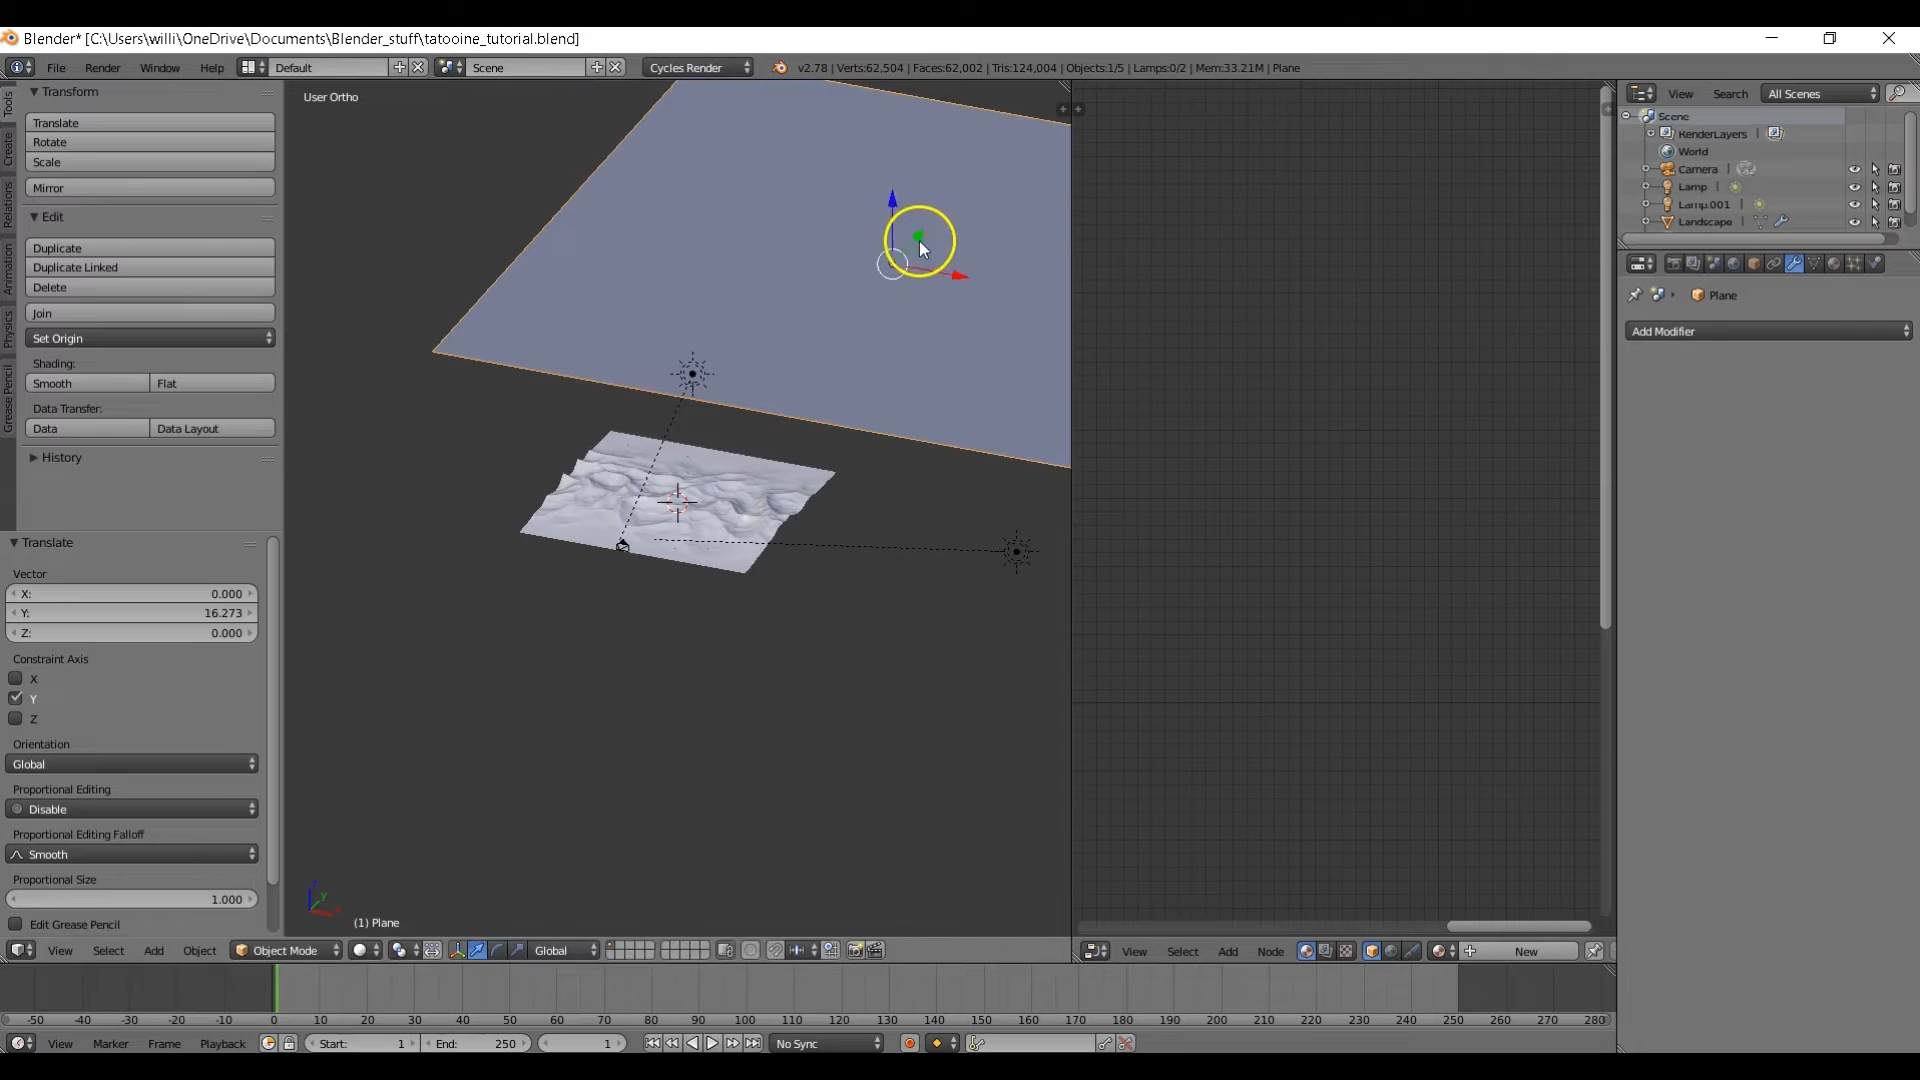 Blender* [C:\Users\willi\OneDrive\Documents\Blender_stuff\tatooine_tutorial.blend]
File Render Window Help Default Scene Cycles Render v2.78 | Verts:62,504 | Faces:62,002 | Tris:124,004 | Objects:1/5 | Lamps:0/2 | Mem:33.21M | Plane
Tools
Create
Relations
Animation
Physics
Grease Pencil
Transform
Translate
Rotate
Scale
Mirror
Edit
Duplicate
Duplicate Linked
Delete
Join
Set Origin
Shading:
Smooth Flat
Data Transfer:
Data Data Layout
History
Translate
Vector
X: 0.000
Y: 16.273
Z: 0.000
Constraint Axis
X
Y
Z
Orientation
Global
Proportional Editing
Disable
Proportional Editing Falloff
Smooth
Proportional Size
1.000
Edit Grease Pencil
User Ortho
(1) Plane
View Select Add Object Object Mode Global
View Select Add Node New
View Search All Scenes
Scene
RenderLayers
World
Camera
Lamp
Lamp.001
Landscape
Plane
Add Modifier
-50 -40 -30 -20 -10 0 10 20 30 40 50 60 70 80 90 100 110 120 130 140 150 160 170 180 190 200 210 220 230 240 250 260 270 280
View Marker Frame Playback Start: 1 End: 250 1 No Sync